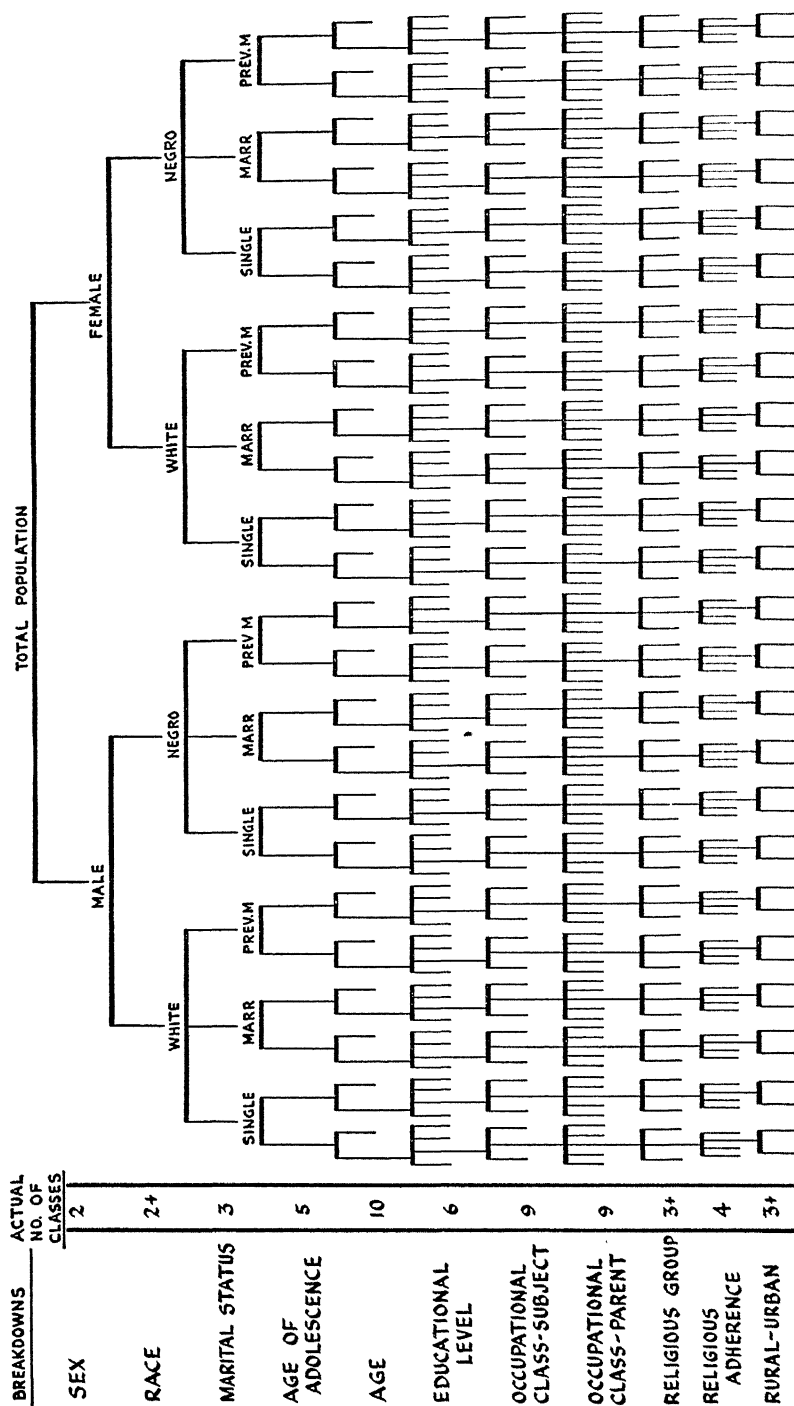 BREAKDOWNS
ACTUAL
NO. OF
CLASSES
TOTAL POPULATION
SEX
2
MALE
FEMALE
RACE
2+
WHITE
NEGRO
WHITE
NEGRO
MARITAL STATUS
3
SINGLE
MARR
PREV.M
SINGLE
MARR
PREV M
SINGLE
MARR
PREV.M
SINGLE
MARR
PREV.M
AGE OF
ADOLESCENCE
5
AGE
10
EDUCATIONAL
LEVEL
6
OCCUPATIONAL
CLASS-SUBJECT
9
OCCUPATIONAL
CLASS-PARENT
9
RELIGIOUS GROUP
3+
RELIGIOUS
ADHERENCE
4
RURAL-URBAN
3+